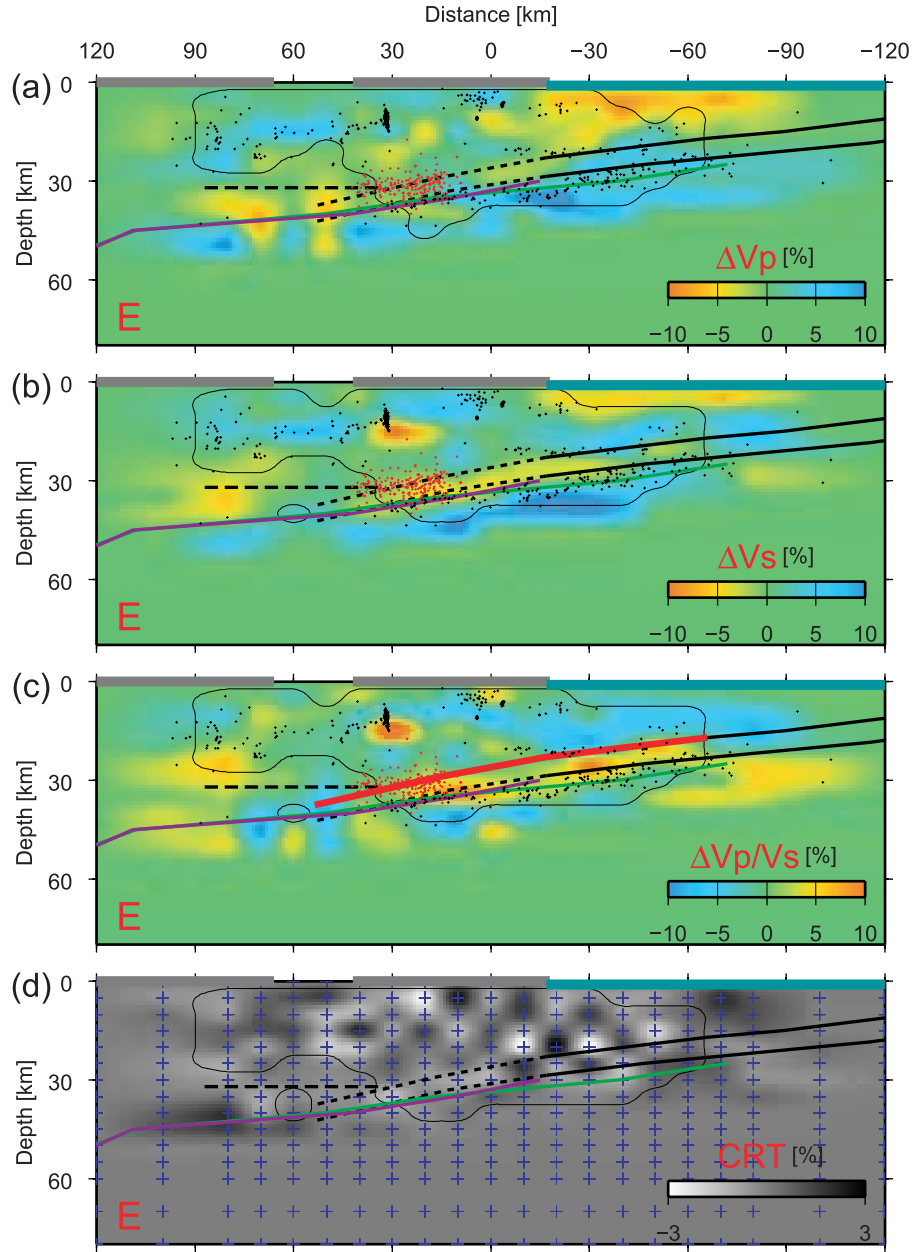 Distance [km]
120 90 60 30 0 −30 −60 −90 −120
(a)
0
30
60
Depth [km]
ΔVp [%]
−10 −5 0 5 10
E
(b)
0
30
60
Depth [km]
ΔVs [%]
−10 −5 0 5 10
E
(c)
0
30
60
Depth [km]
ΔVp/Vs [%]
−10 −5 0 5 10
E
(d)
0
30
60
Depth [km]
CRT [%]
−3 3
E